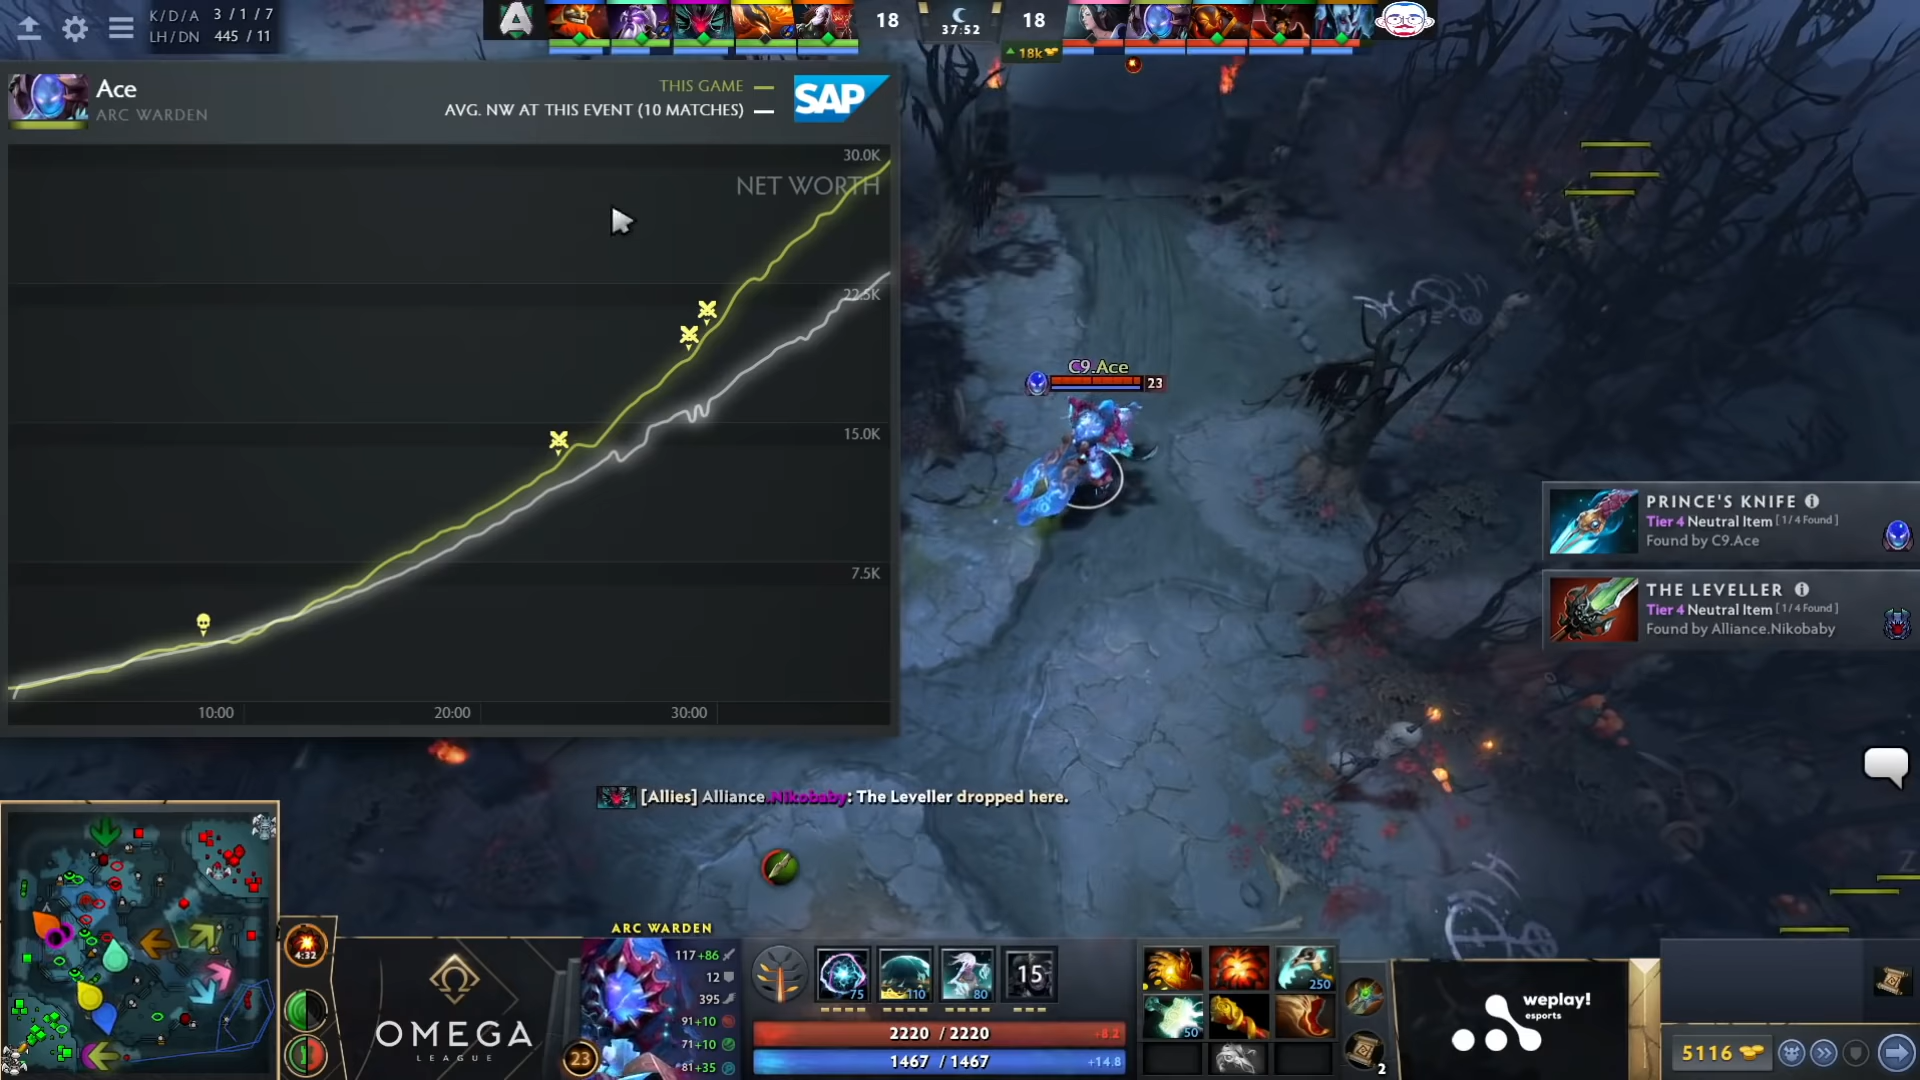 K/D/A 3 / 1 / 7
LH/DN 445 / 11
18
37:52
18
18k
Ace
ARC WARDEN
THIS GAME
AVG. NW AT THIS EVENT (10 MATCHES)
SAP
30.0K
NET WORTH
22.5K
15.0K
7.5K
10:00
20:00
30:00
C9.Ace
23
PRINCE'S KNIFE
Tier 4 Neutral Item [ 1/4 Found ]
Found by C9.Ace
THE LEVELLER
Tier 4 Neutral Item [ 1/4 Found ]
Found by Alliance.Nikobaby
[Allies] Alliance.Nikobaby: The Leveller dropped here.
4:32
OMEGA
LEAGUE
ARC WARDEN
117+86
12
395
91+10
71+10
81+35
23
75
110
80
15
2220 / 2220
+8.2
1467 / 1467
+14.8
250
50
2
weplay!
esports
5116